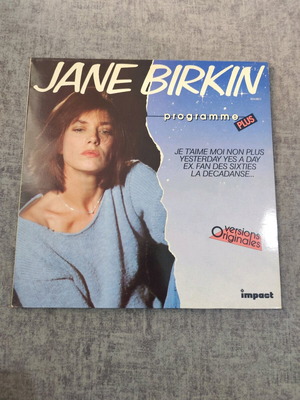 JANE BIRKIN
programme
PLUS
JE T'AIME MOI NON PLUS
YESTERDAY YES A DAY
EX. FAN DES SIXTIES
LA DECADANSE...
versions
Originales
impact